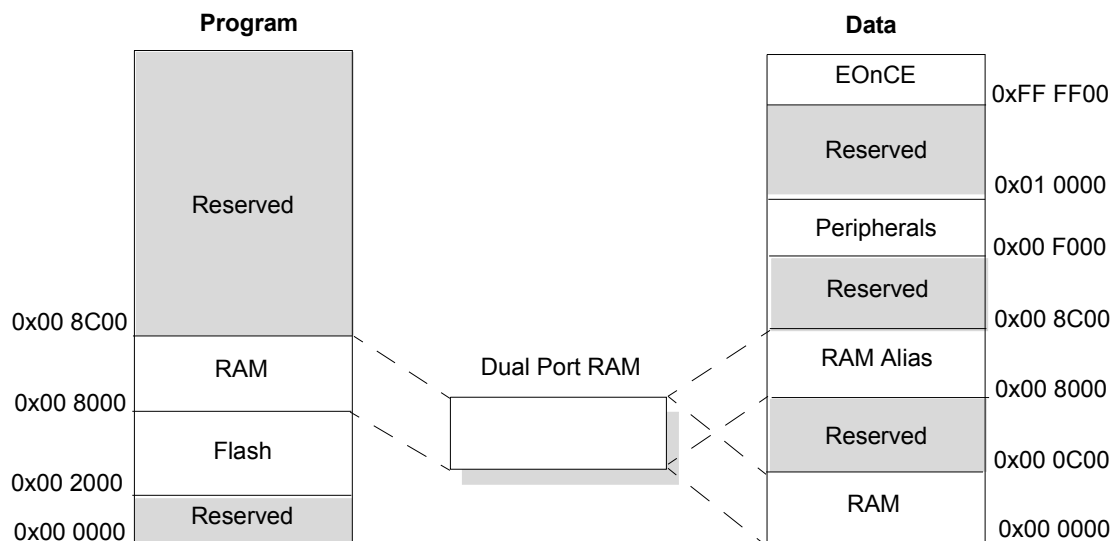 Program
Data
EOnCE
0xFF FF00
Reserved
0x01 0000
Reserved
Peripherals
0x00 F000
Reserved
0x00 8C00
0x00 8C00
RAM
Dual Port RAM
RAM Alias
0x00 8000
0x00 8000
Flash
Reserved
0x00 0C00
0x00 2000
Reserved
RAM
0x00 0000
0x00 0000